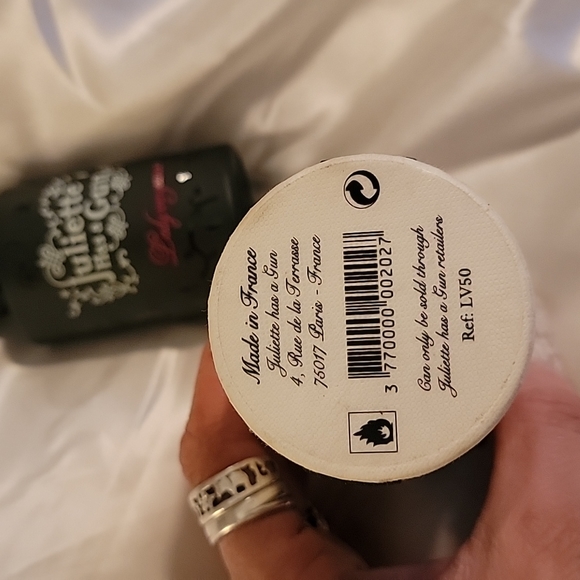 Juliette
has a
Gun
Made in France
Juliette has a Gun
4, Rue de la Terrasse
75017 Paris - France
3 770000 002027
Can only be sold through
Juliette has a Gun retailers
Ref: LV50